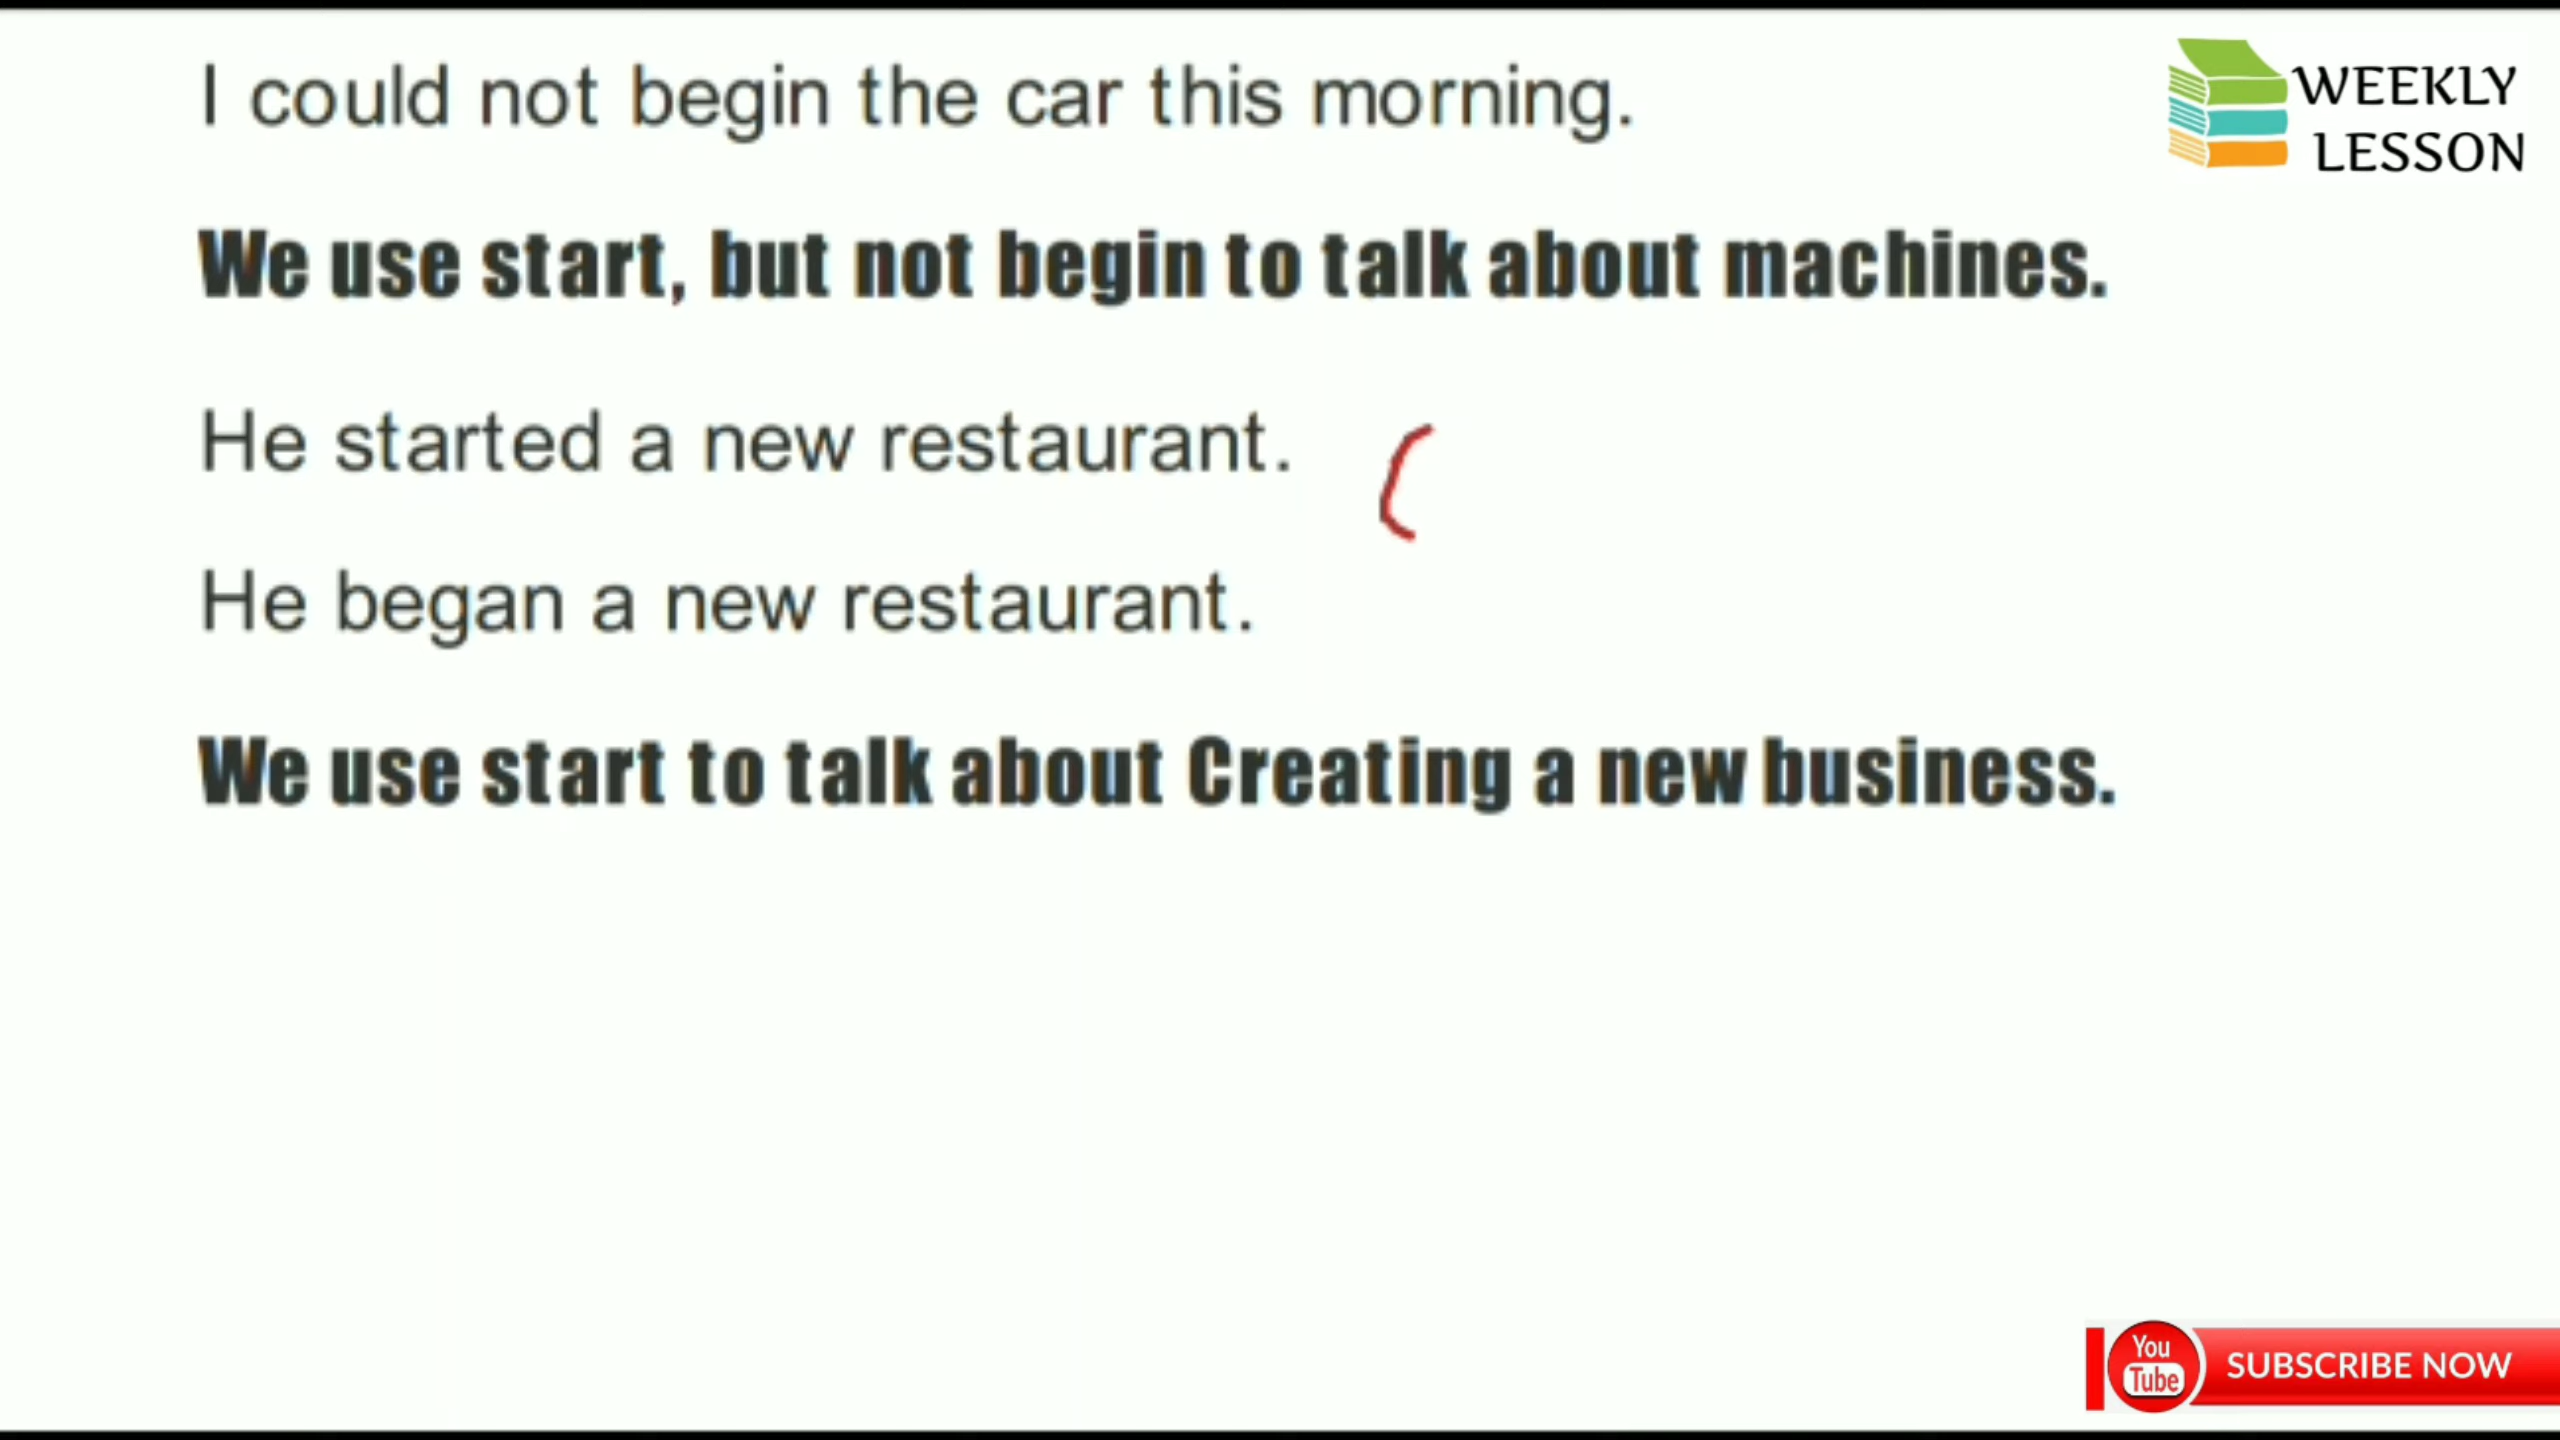 I could not begin the car this morning.
WEEKLY
LESSON
We use start, but not begin to talk about machines.
He started a new restaurant.
He began a new restaurant.
We use start to talk about Creating a new business.
You
Tube
SUBSCRIBE NOW